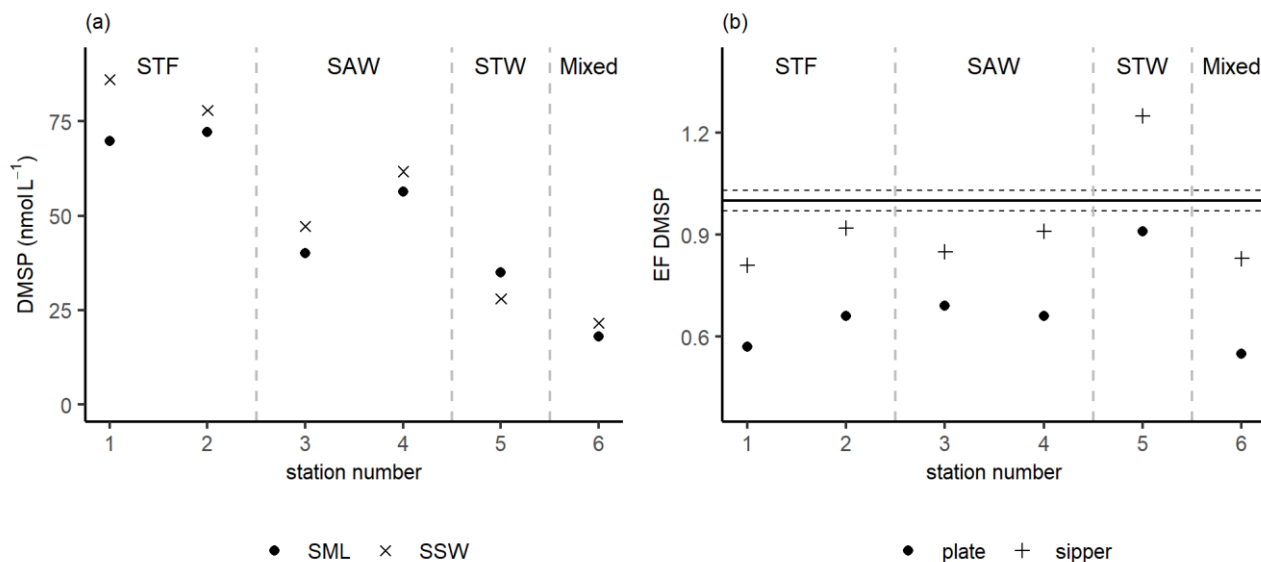 (a)
STF SAW STW Mixed
DMSP (nmol L⁻¹)
75
50
25
0
1 2 3 4 5 6
station number
● SML × SSW
(b)
STF SAW STW Mixed
EF DMSP
1.2
0.9
0.6
1 2 3 4 5 6
station number
● plate + sipper